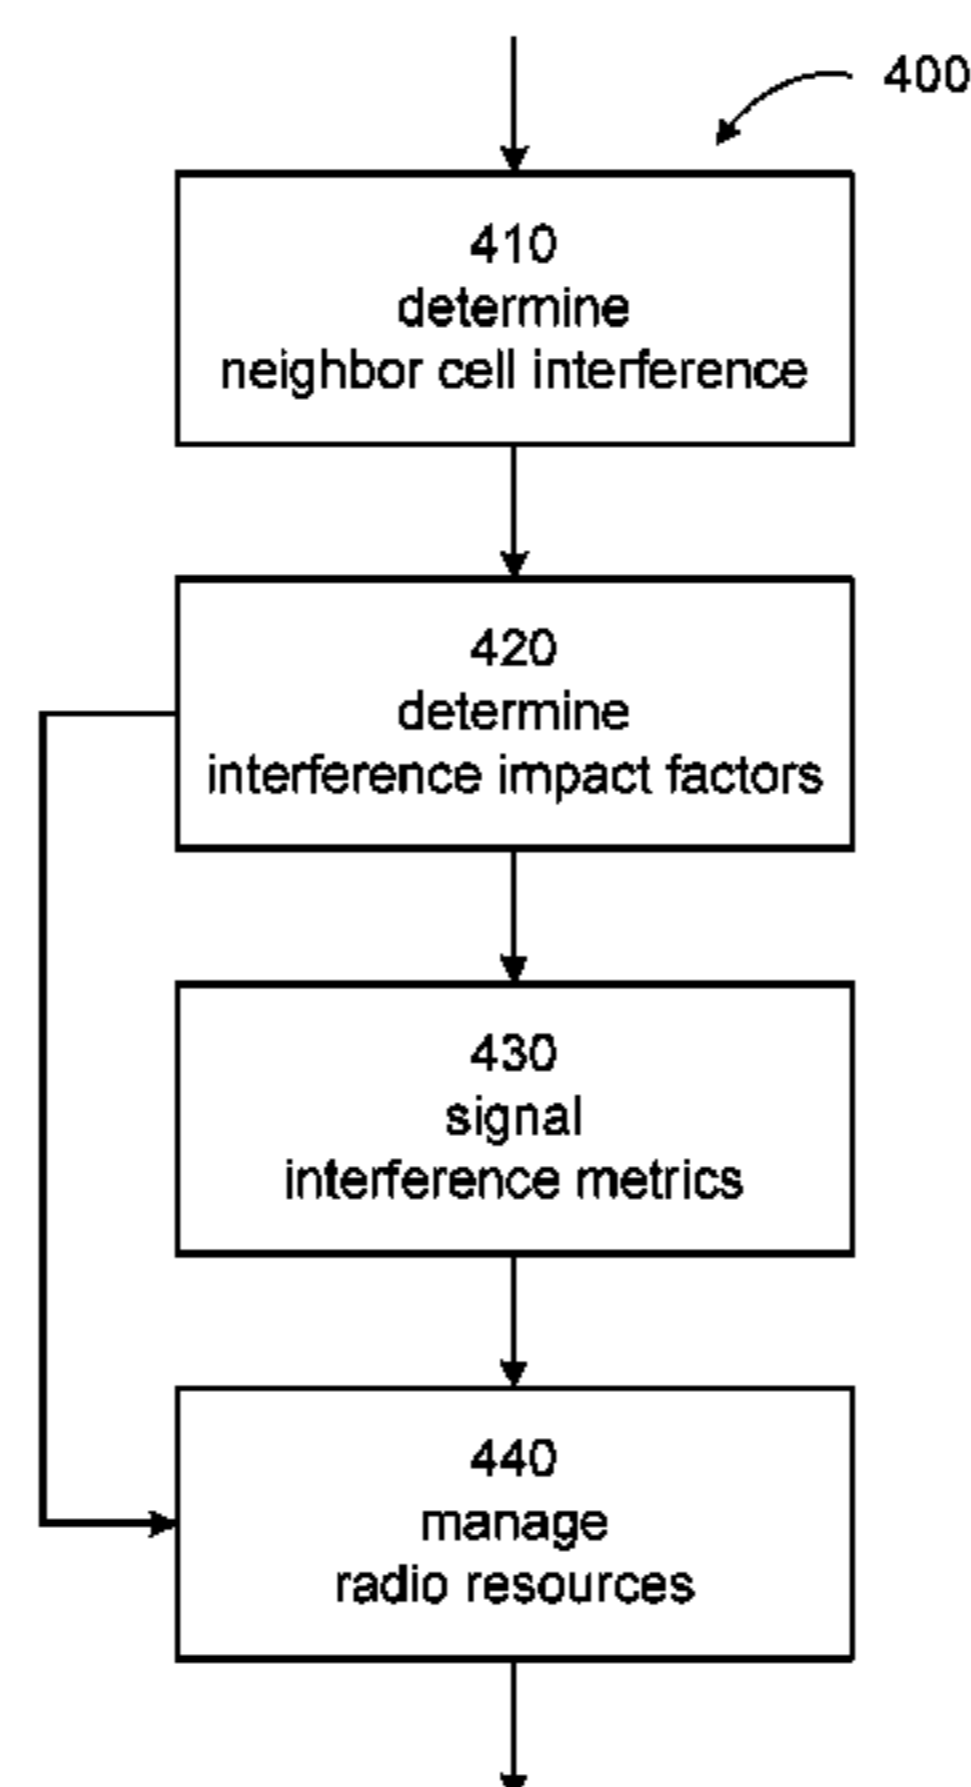 400
410
determine
neighbor cell interference
420
determine
interference impact factors
430
signal
interference metrics
440
manage
radio resources